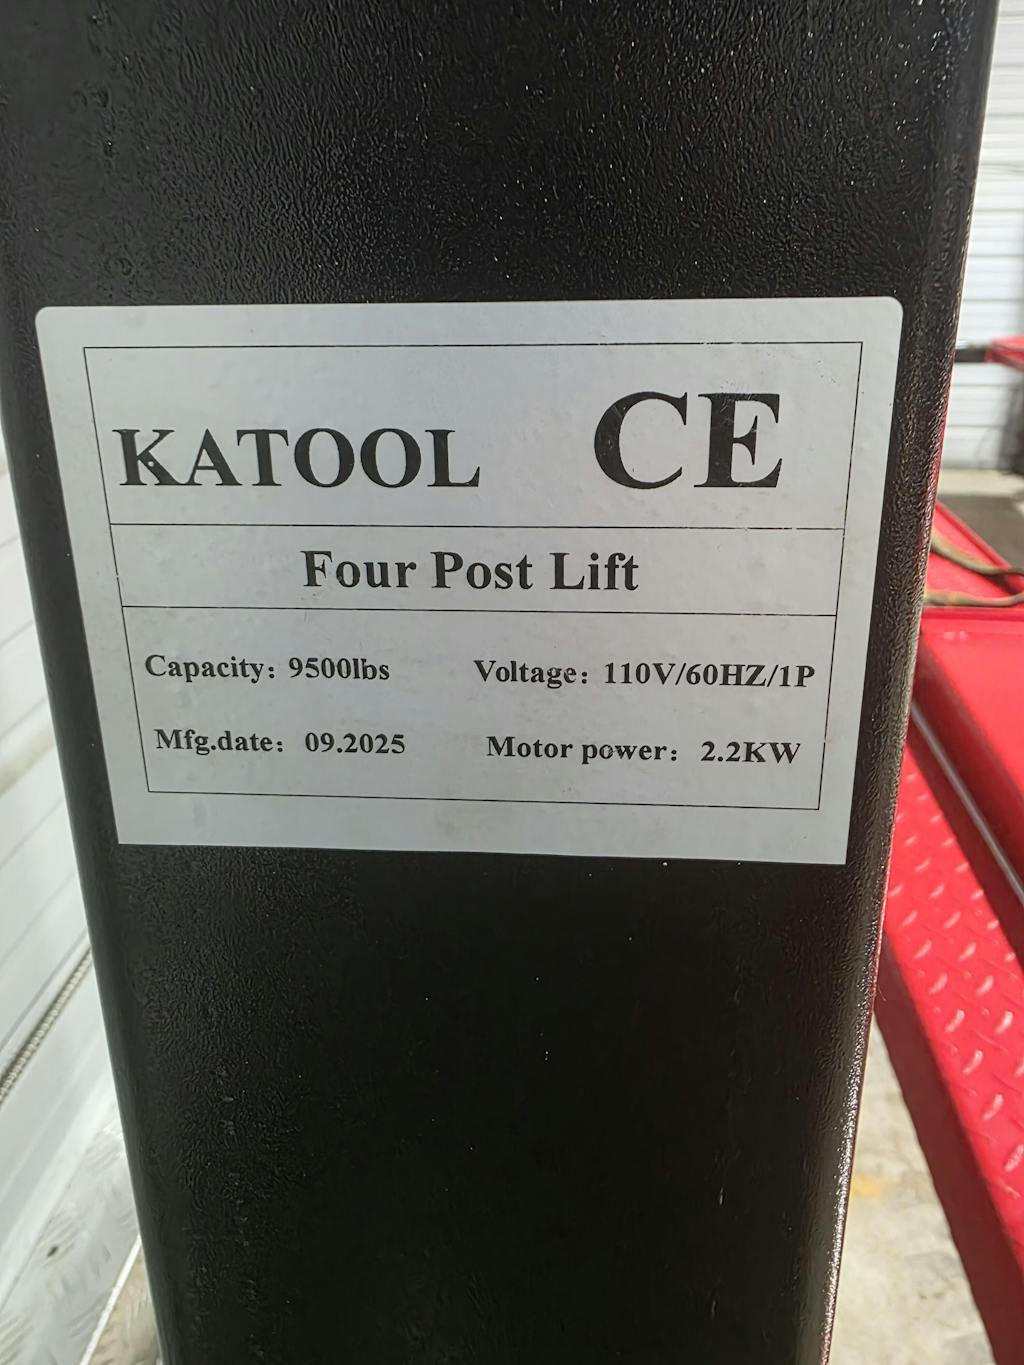 KATOOL CE
Four Post Lift
Capacity：9500lbs Voltage：110V/60HZ/1P
Mfg.date： 09.2025 Motor power： 2.2KW